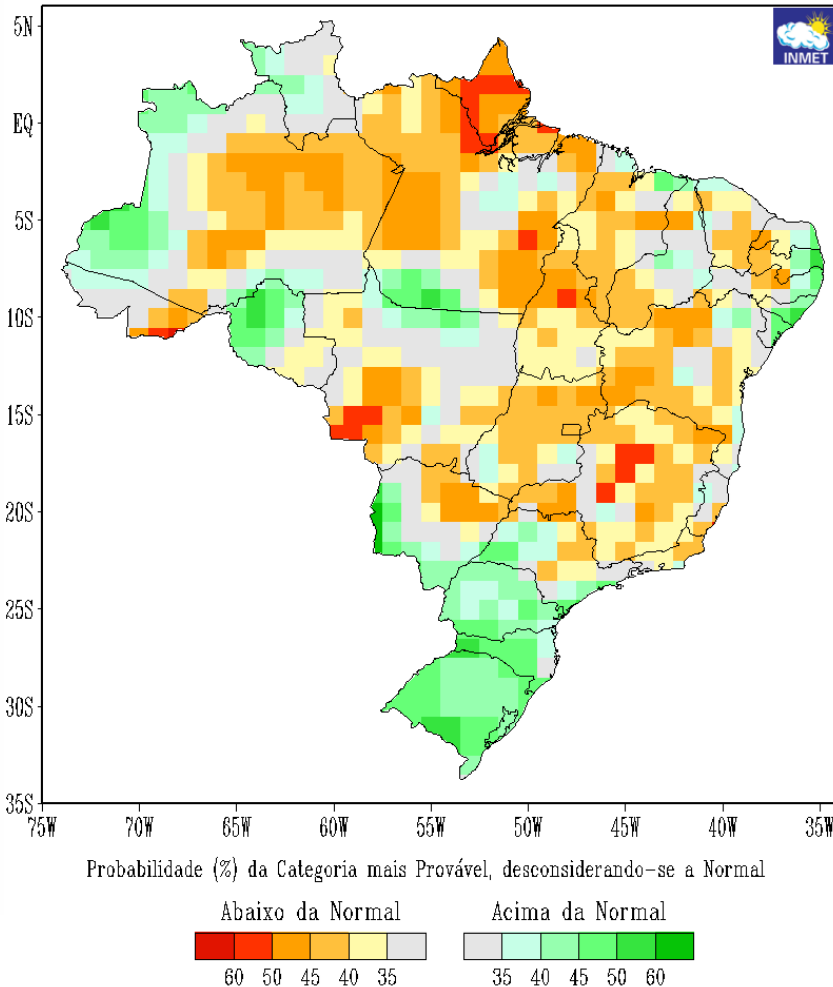 INMET
5N
EQ
5S
10S
15S
20S
25S
30S
35S
75W 70W 65W 60W 55W 50W 45W 40W 35W
Probabilidade (%) da Categoria mais Provável, desconsiderando-se a Normal
Abaixo da Normal Acima da Normal
60 50 45 40 35 35 40 45 50 60